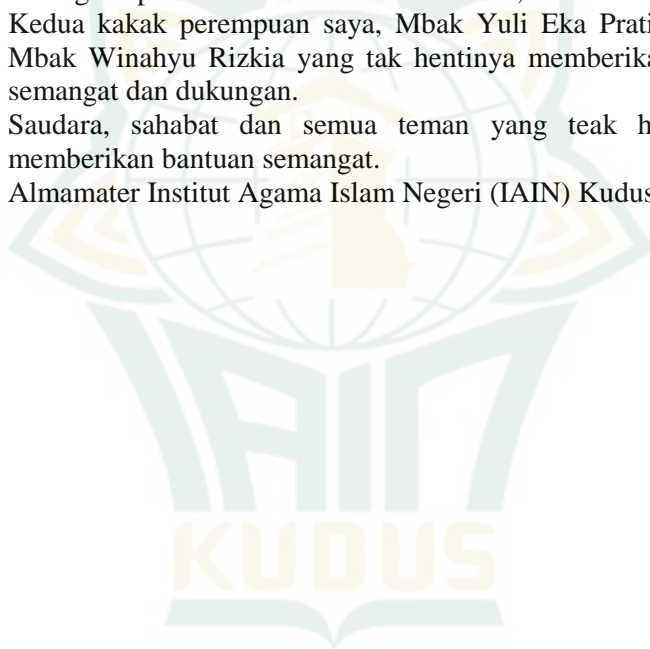 Kedua kakak perempuan saya, Mbak Yuli Eka
Mbak Winahyu Rizkia yang tak hentinya
semangat dan dukungan.
Saudara, sahabat dan semua teman yang teak
memberikan bantuan semangat.
Almamater Institut Agama Islam Negeri (IAIN) Kudus
IAIN
KUDUS